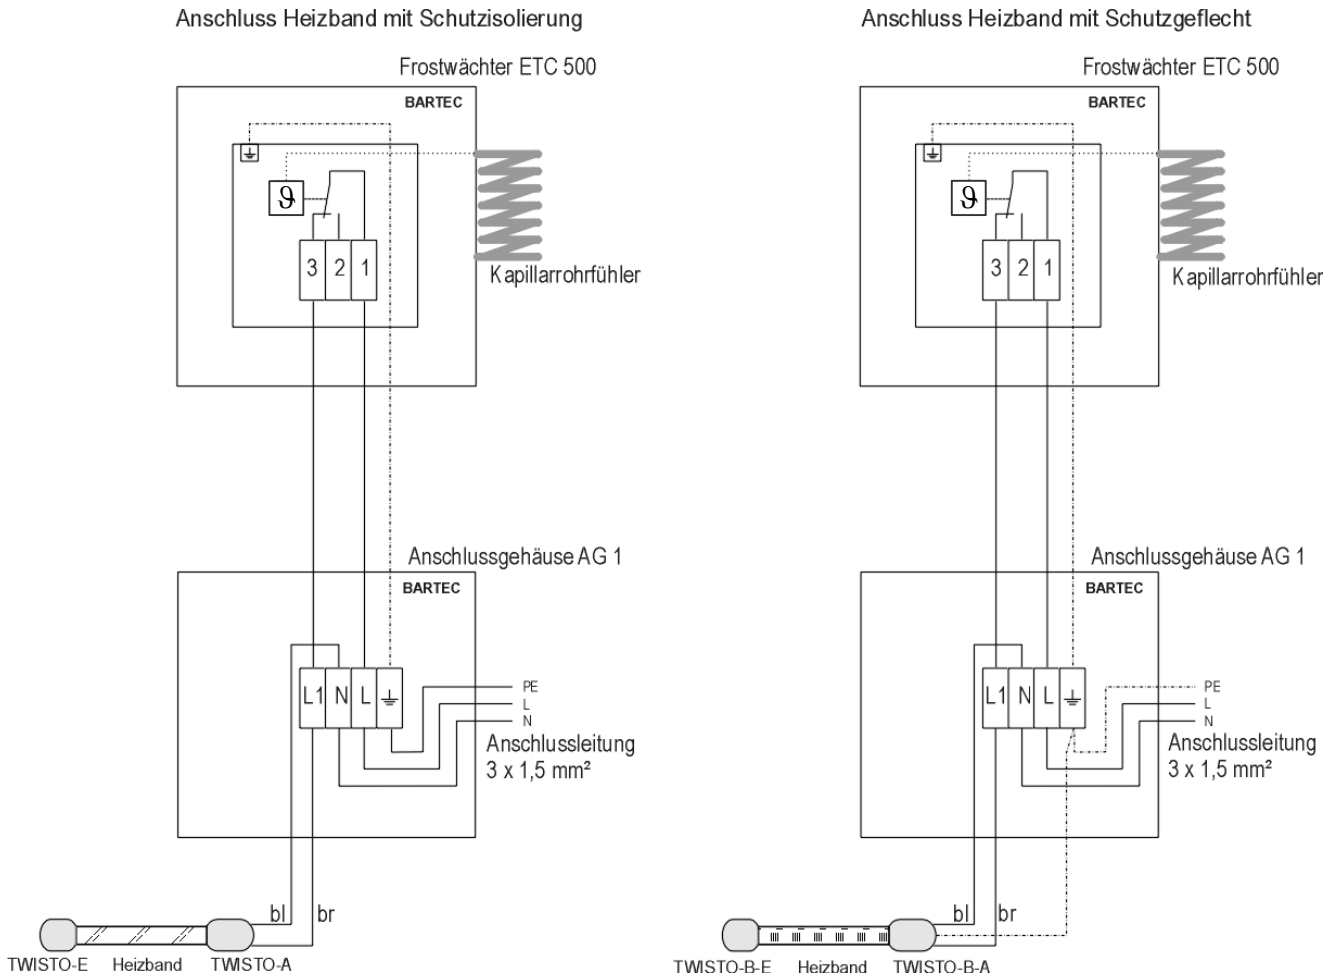 Anschluss Heizband mit Schutzisolierung
Frostwächter ETC 500
BARTEC
ϑ
3 2 1
Kapillarrohrfühler
Anschlussgehäuse AG 1
BARTEC
L1 N L
PE
L
N
Anschlussleitung
3 x 1,5 mm²
bl br
TWISTO-E Heizband TWISTO-A
Anschluss Heizband mit Schutzgeflecht
Frostwächter ETC 500
BARTEC
ϑ
3 2 1
Kapillarrohrfühler
Anschlussgehäuse AG 1
BARTEC
L1 N L
PE
L
N
Anschlussleitung
3 x 1,5 mm²
bl br
TWISTO-B-E Heizband TWISTO-B-A